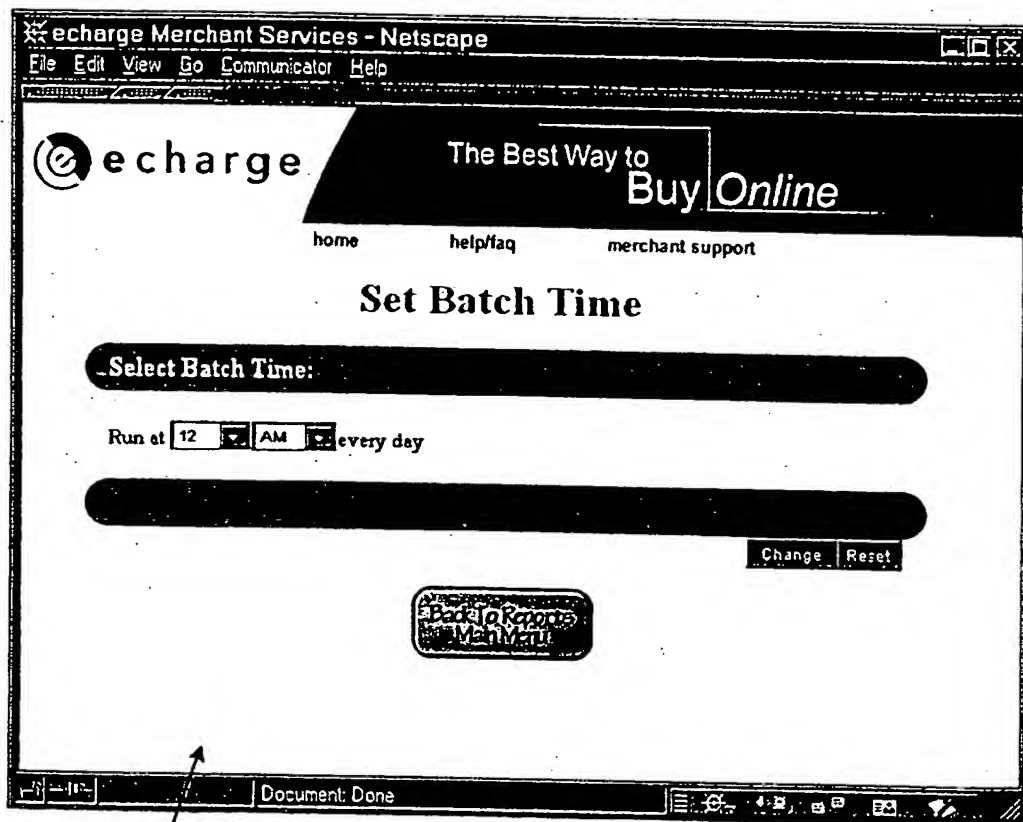 echarge Merchant Services - Netscape
File Edit View Go Communicator Help
e echarge
The Best Way to
Buy Online
home help/faq merchant support
Set Batch Time
Select Batch Time:
Run at 12 AM every day
Change Reset
Back To Reports
Main Menu
Document: Done